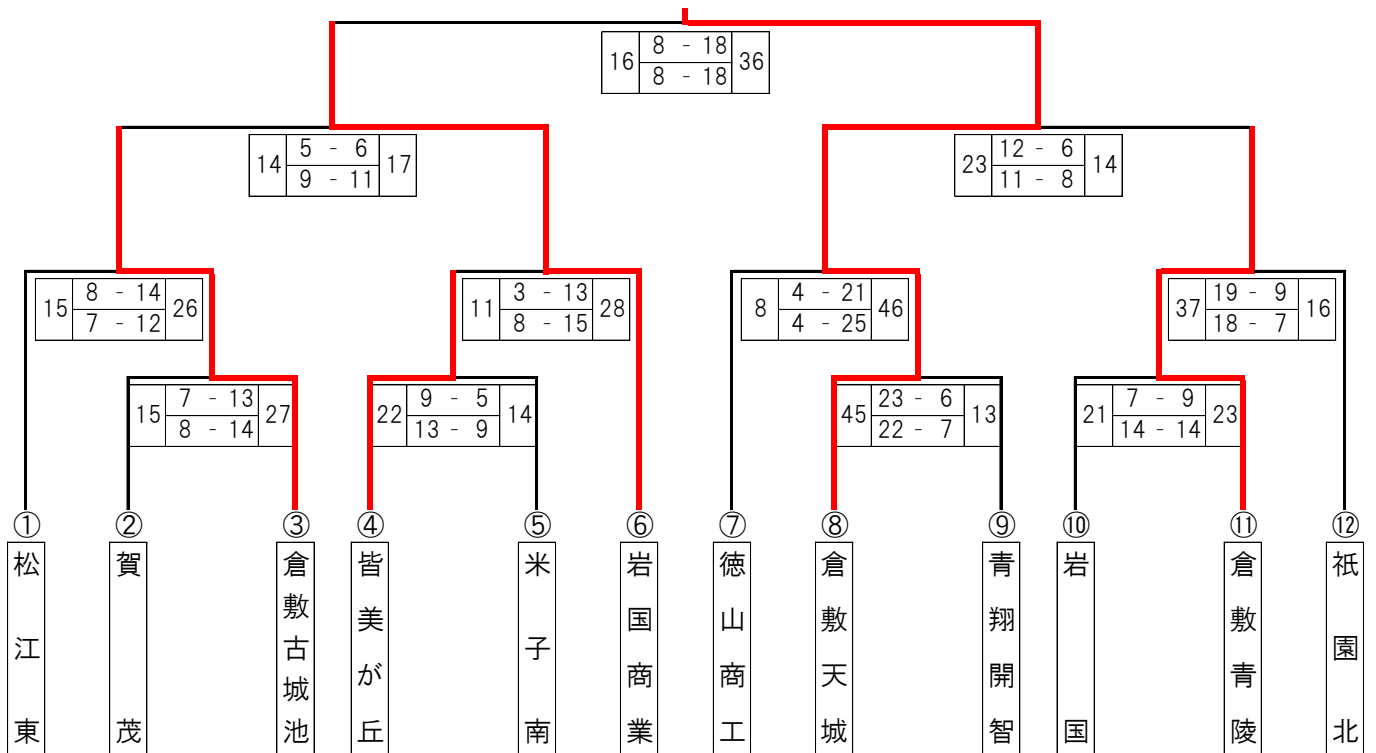 16 8 - 18 36
8 - 18
14 5 - 6 17
9 - 11
23 12 - 6 14
11 - 8
15 8 - 14 26
7 - 12
11 3 - 13 28
8 - 15
8 4 - 21 46
4 - 25
37 19 - 9 16
18 - 7
15 7 - 13 27
8 - 14
22 9 - 5 14
13 - 9
45 23 - 6 13
22 - 7
21 7 - 9 23
14 - 14
① 松江東
② 賀茂
③ 倉敷古城池
④ 皆美が丘
⑤ 米子南
⑥ 岩国商業
⑦ 徳山商工
⑧ 倉敷天城
⑨ 青翔開智
⑩ 岩国
⑪ 倉敷青陵
⑫ 祇園北